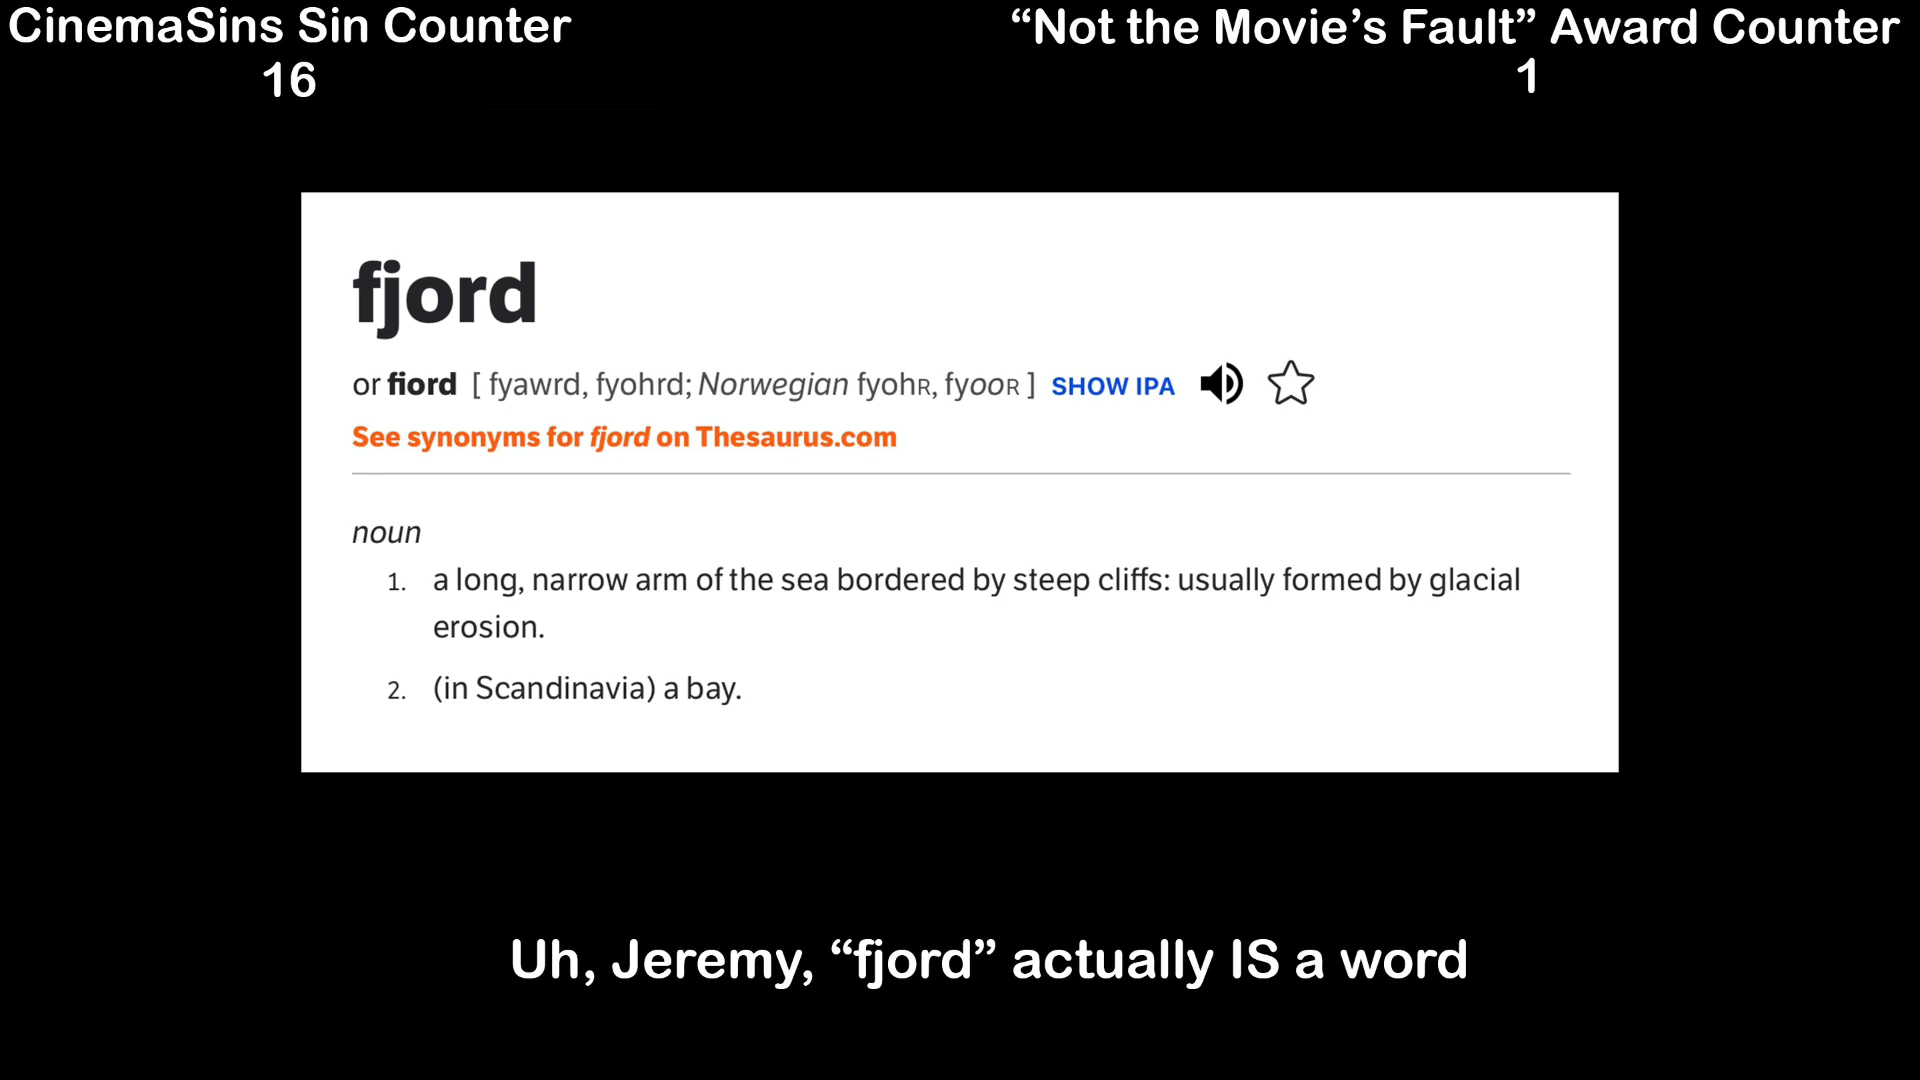 CinemaSins Sin Counter
16
“Not the Movie’s Fault” Award Counter
1
fjord
or fiord [ fyawrd, fyohrd; Norwegian fyohR, fyooR ] SHOW IPA
See synonyms for fjord on Thesaurus.com
noun
1. a long, narrow arm of the sea bordered by steep cliffs: usually formed by glacial
erosion.
2. (in Scandinavia) a bay.
Uh, Jeremy, “fjord” actually IS a word